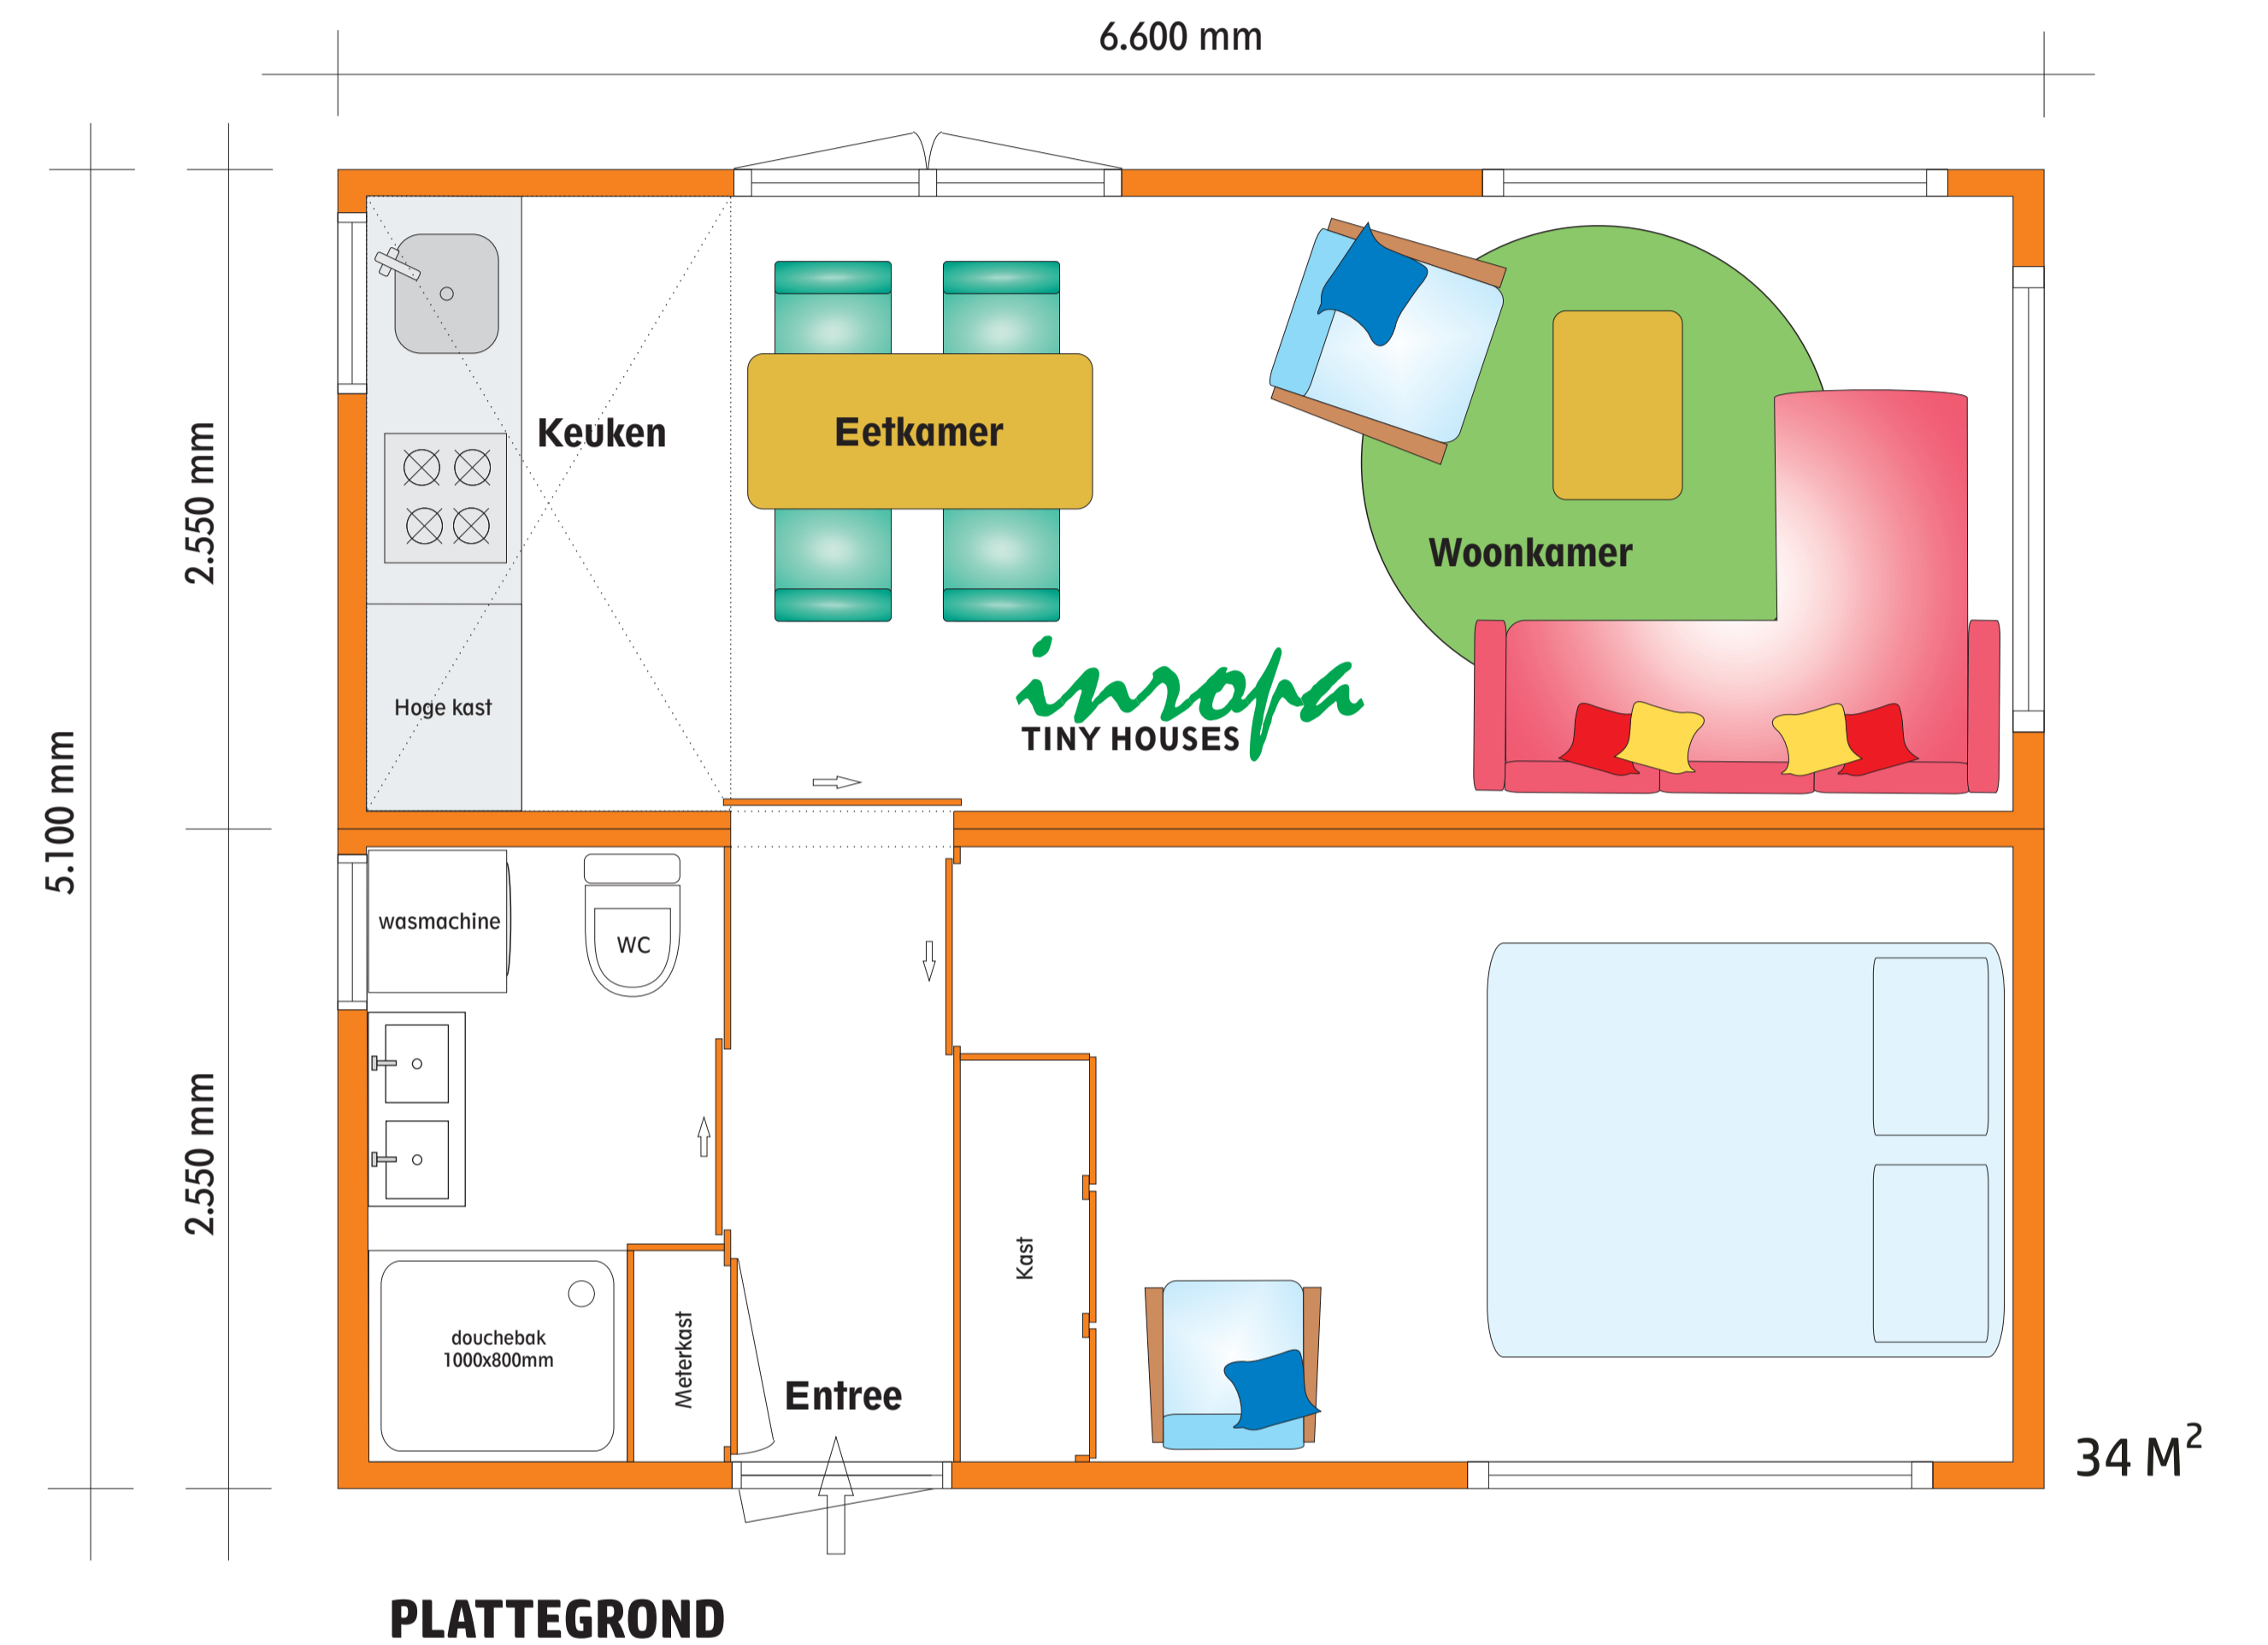 6.600 mm
2.550 mm
5.100 mm
2.550 mm
Keuken
Eetkamer
Woonkamer
Hoge kast
inropa
TINY HOUSES
wasmachine
WC
Kast
douchebak
1000x800mm
Meterkast
Entree
34 M²
PLATTEGROND